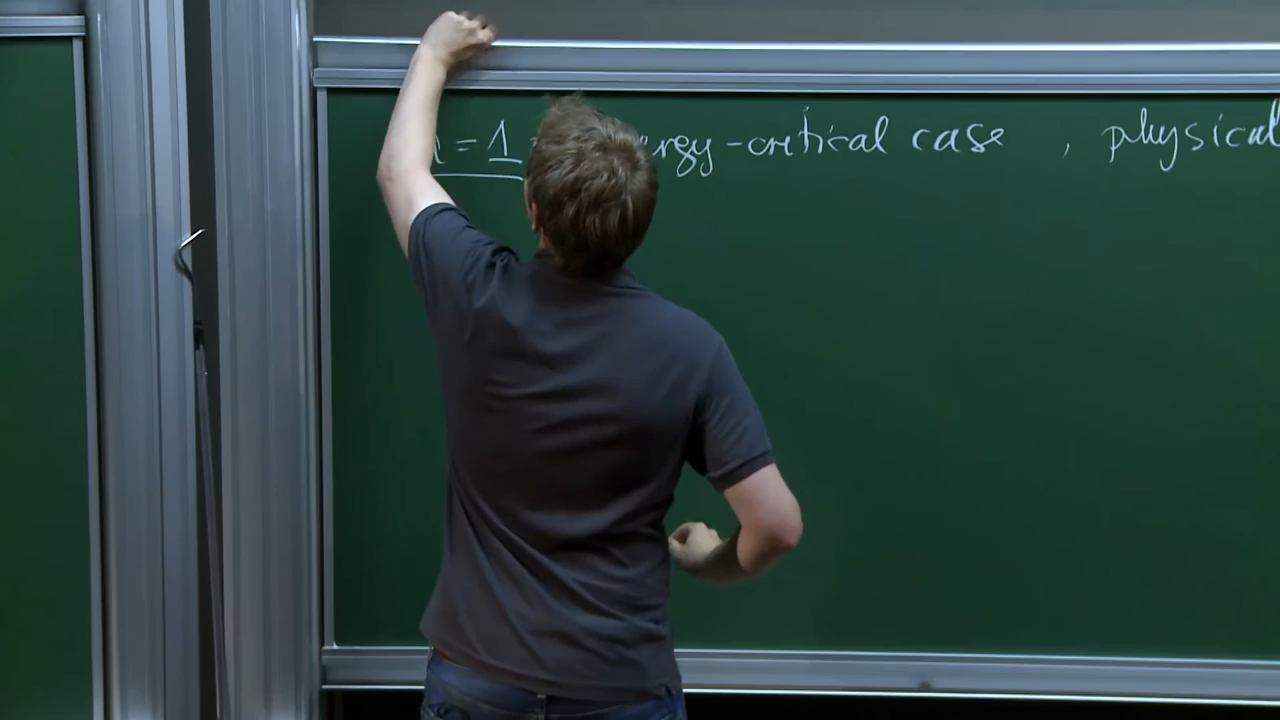 = 1 energy-critical case , physical